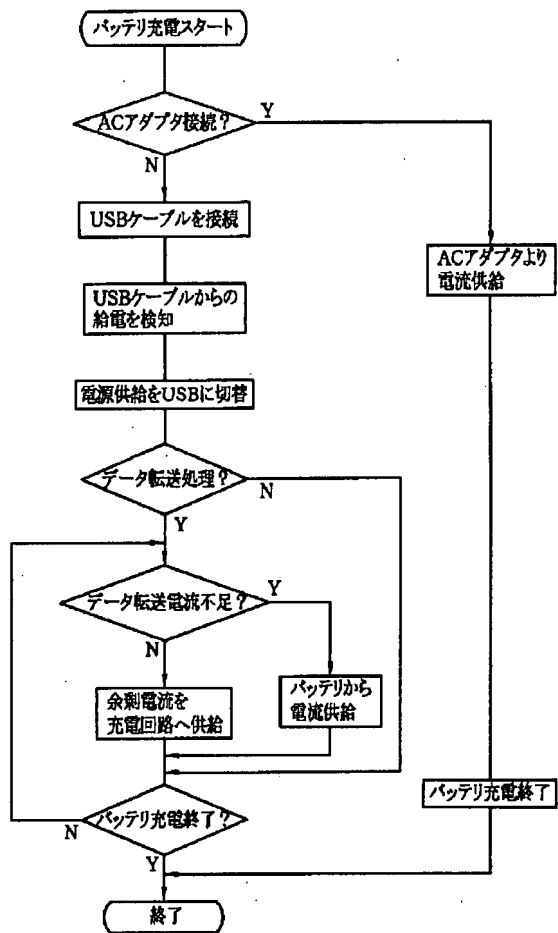 バッテリ充電スタート
ACアダプタ接続?
Y
N
USBケーブルを接続
ACアダプタより
電流供給
USBケーブルからの
給電を検知
電源供給をUSBに切替
データ転送処理?
N
Y
データ転送電流不足?
Y
N
余剰電流を
充電回路へ供給
バッテリから
電流供給
バッテリ充電終了?
N
Y
バッテリ充電終了
終了